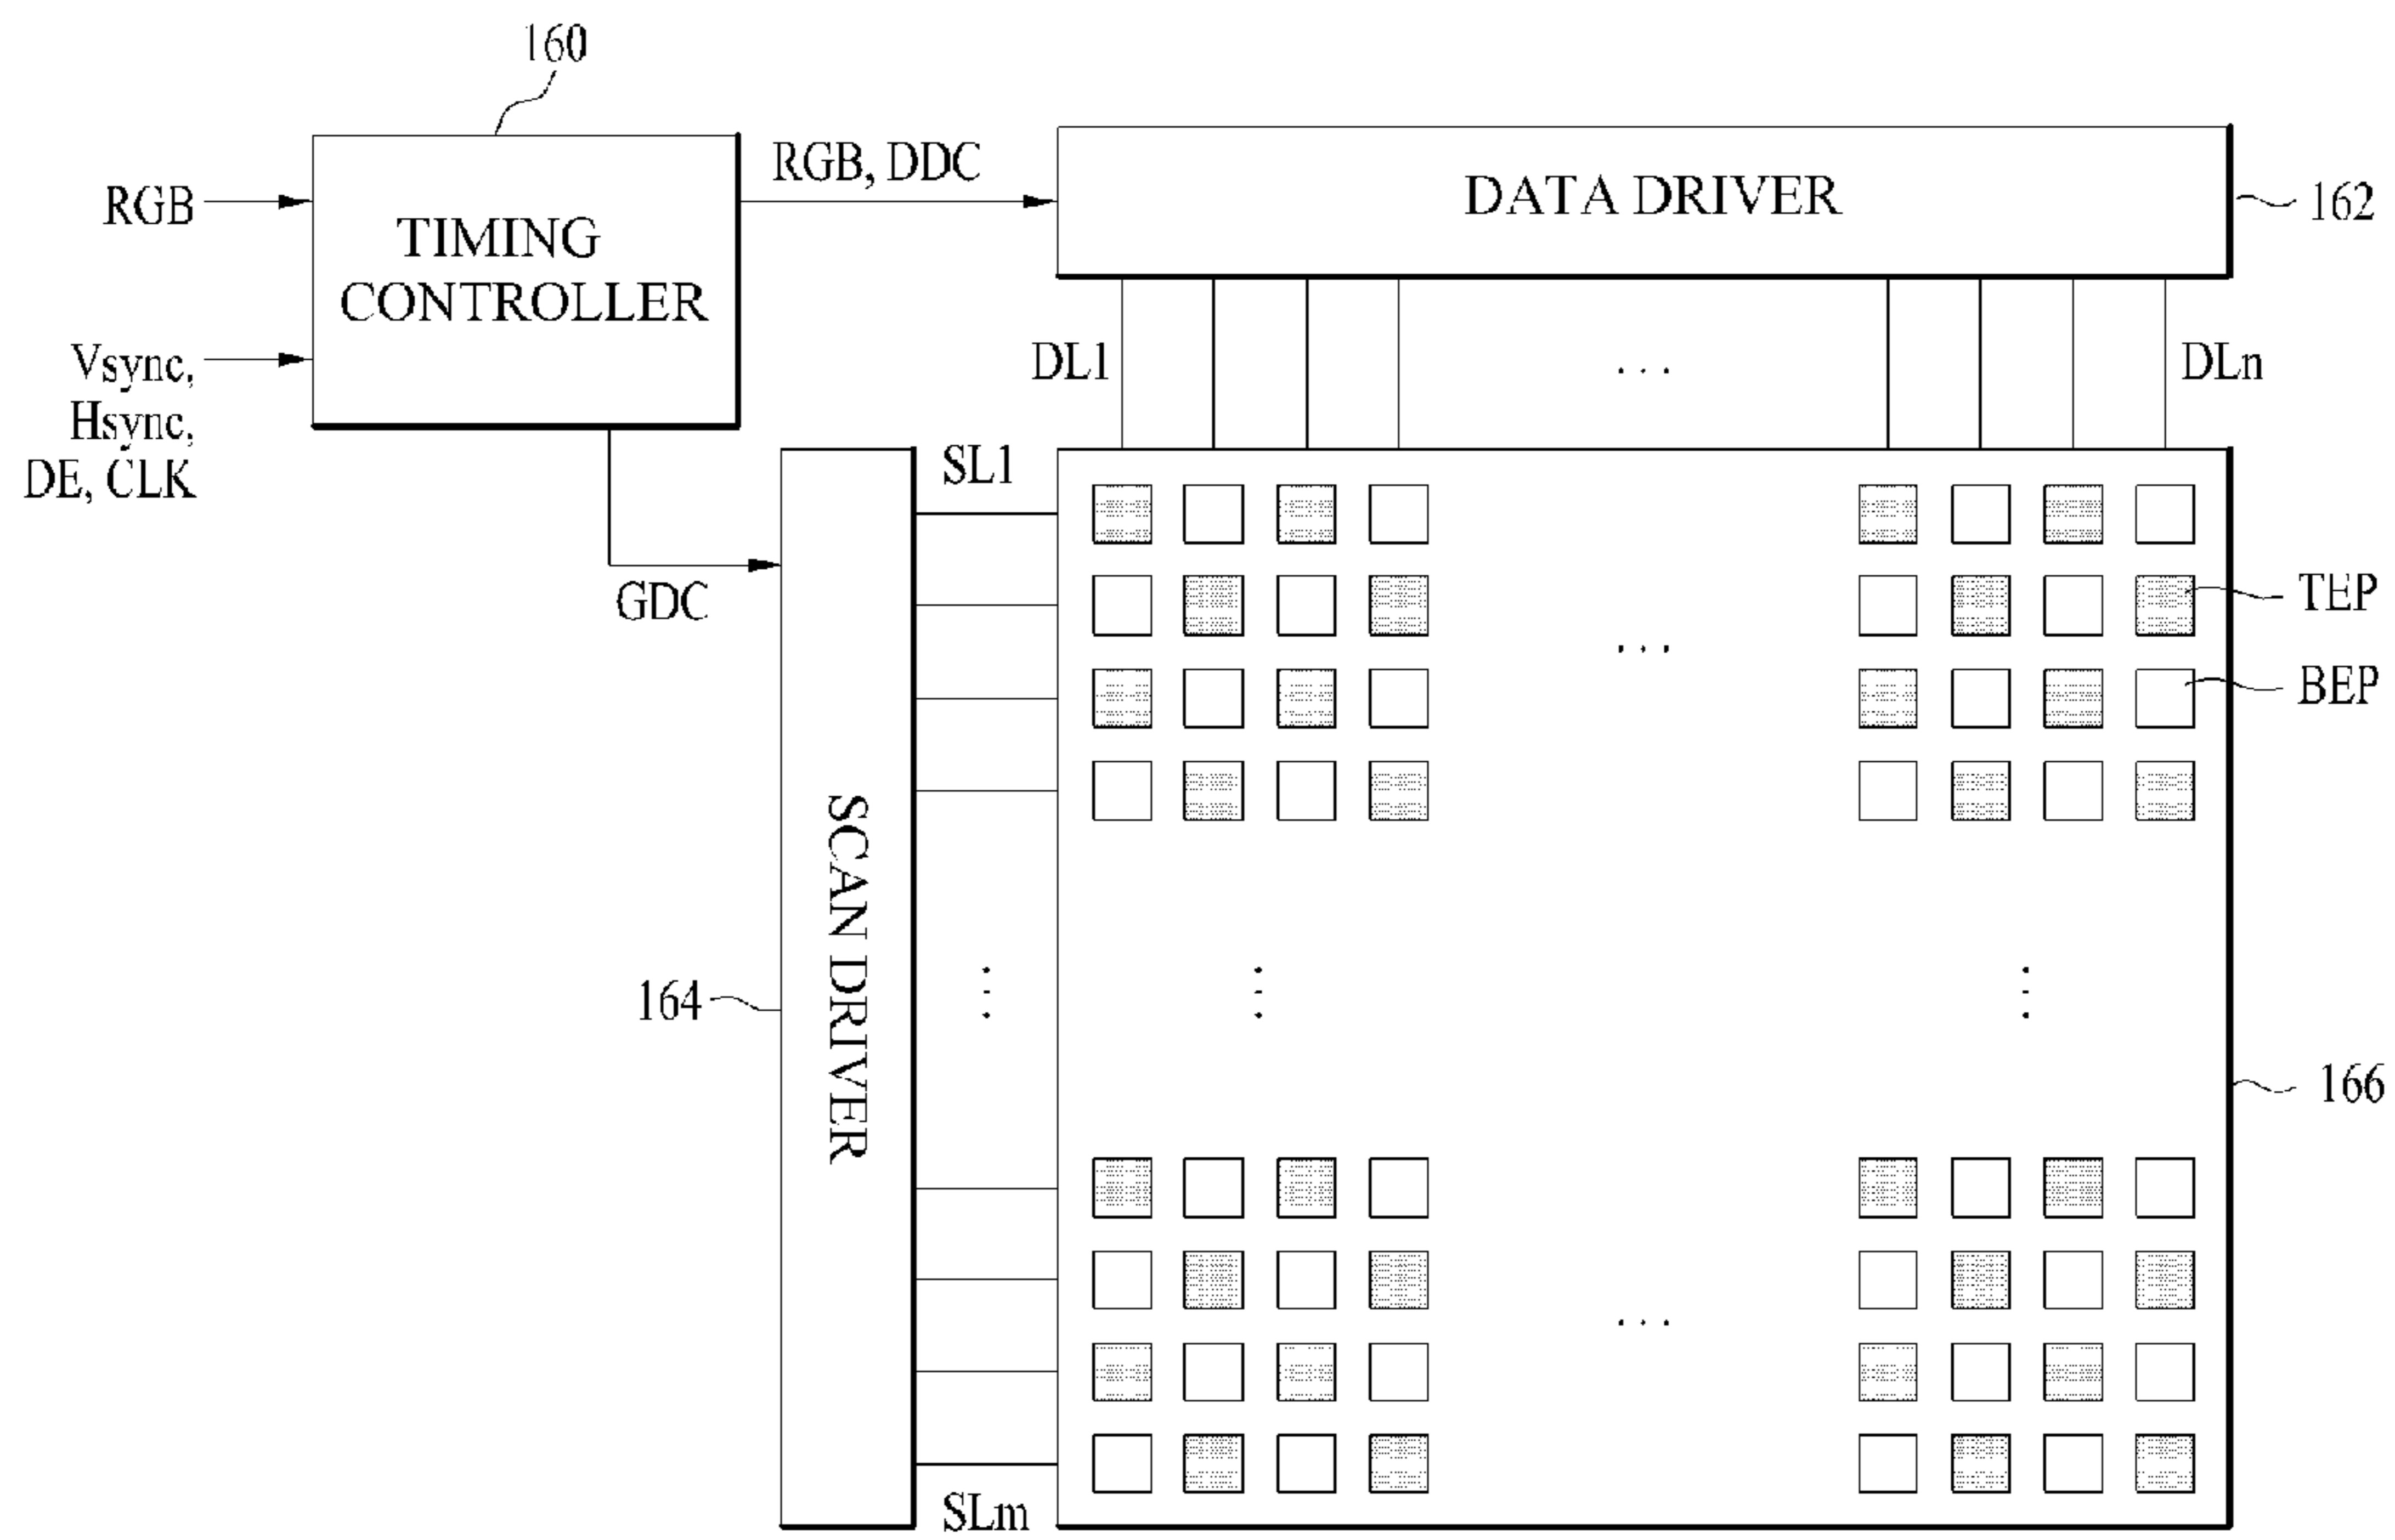 160
RGB, DDC
DATA DRIVER
162
RGB
TIMING
CONTROLLER
Vsync,
Hsync,
DE, CLK
DL1
. . .
DLn
SL1
GDC
TEP
. . .
BEP
SCAN DRIVER
164
166
. . .
SLm